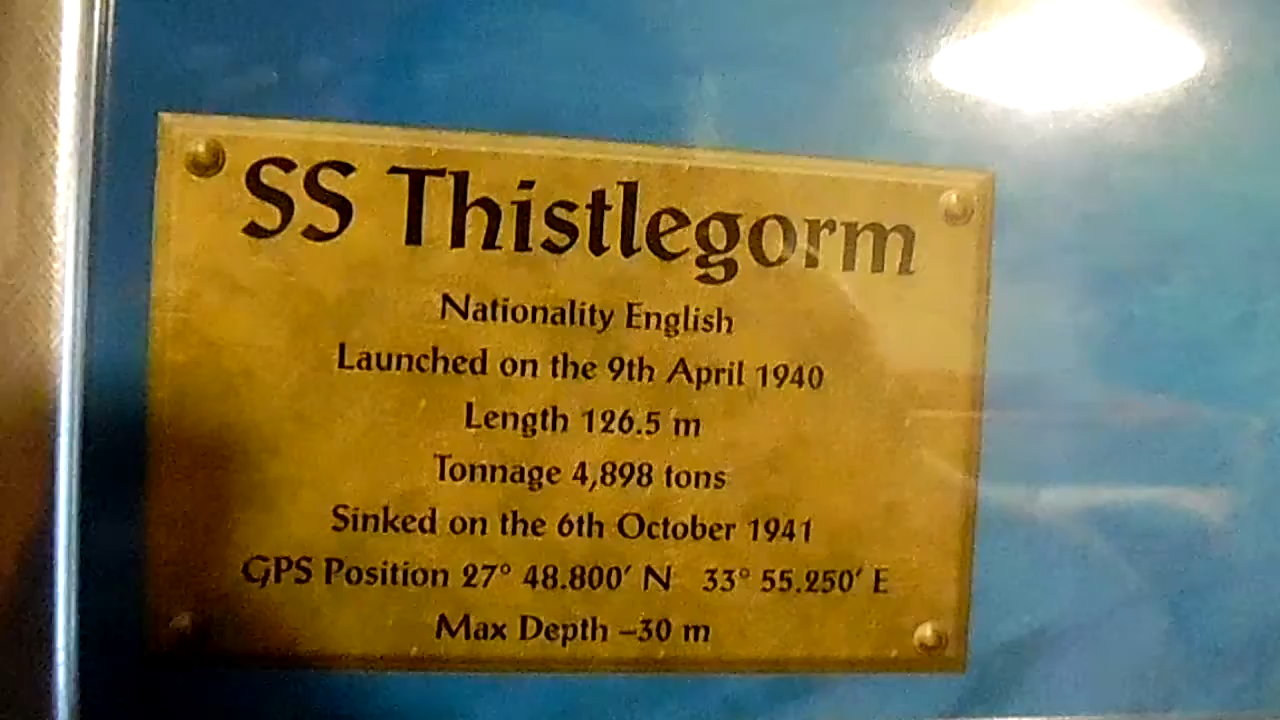 SS Thistlegorm
Nationality English
Launched on the 9th April 1940
Length 126.5 m
Tonnage 4,898 tons
Sinked on the 6th October 1941
GPS Position 27° 48.800′ N 33° 55.250′ E
Max Depth –30 m